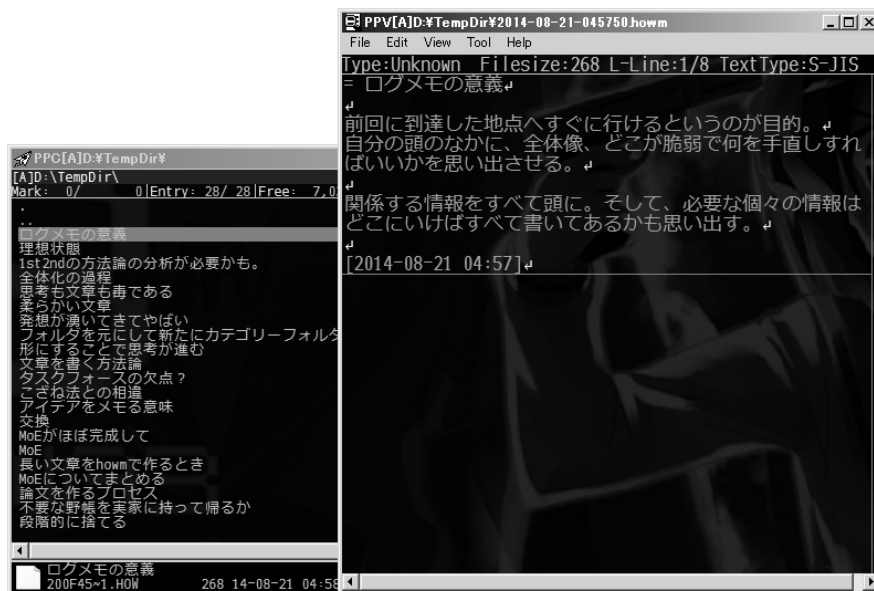 PPV[A]D:¥TempDir¥2014-08-21-045750.howm
File Edit View Tool Help
Type:Unknown Filesize:268 L-Line:1/8 TextType:S-JIS
= ログメモの意義↵
↵
前回に到達した地点へすぐに行けるというのが目的。↵
自分の頭のなかに、全体像、どこが脆弱で何を手直しすれ
ばいいかを思い出させる。↵
↵
関係する情報をすべて頭に。そして、必要な個々の情報は
どこにいけばすべて書いてあるかも思い出す。↵
↵
[2014-08-21 04:57]↵
PPC[A]D:¥TempDir¥
[A]D:\TempDir\
Mark: 0/ 0|Entry: 28/ 28|Free: 7,0
.
..
ログメモの意義
理想状態
1st2ndの方法論の分析が必要かも。
全体化の過程
思考も文章も毒である
柔らかい文章
発想が湧いてきてやばい
フォルダを元にして新たにカテゴリーフォルダ
形にすることで思考が進む
文章を書く方法論
タスクフォースの欠点？
こざね法との相違
アイデアをメモる意味
交換
MoEがほぼ完成して
MoE
長い文章をhowmで作るとき
MoEについてまとめる
論文を作るプロセス
不要な野帳を実家に持って帰るか
段階的に捨てる
ログメモの意義
200F45~1.HOW 268 14-08-21 04:58